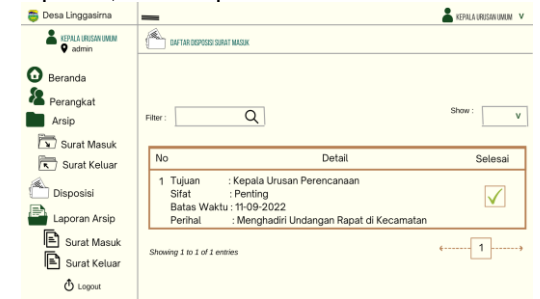 Desa Linggasirna
KEPALA URUSAN UMUM V
KEPALA URUSAN UMUM
admin
Beranda
Perangkat
Arsip
Surat Masuk
Surat Keluar
Disposisi
Laporan Arsip
Surat Masuk
Surat Keluar
Logout
DAFTAR DISPOSISI SURAT MASUK
Filter :
Show : v
No Detail Selesai
1 Tujuan : Kepala Urusan Perencanaan
Sifat : Penting
Batas Waktu : 11-09-2022
Perihal : Menghadiri Undangan Rapat di Kecamatan
Showing 1 to 1 of 1 entries
1